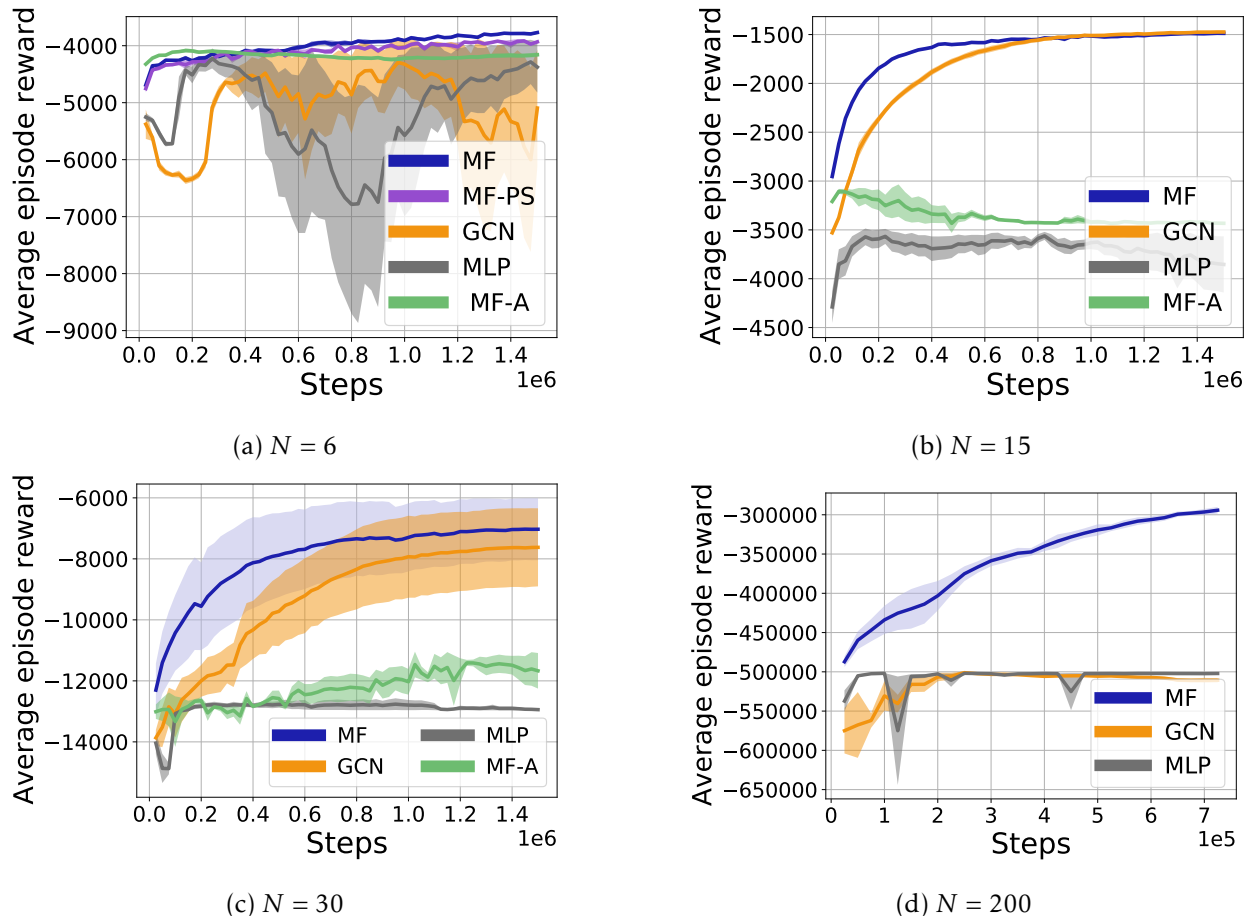 Average episode reward
−4000
−5000
−6000
−7000
−8000
−9000
MF
MF-PS
GCN
MLP
MF-A
0.0 0.2 0.4 0.6 0.8 1.0 1.2 1.4
1e6
Steps
(a) N = 6
Average episode reward
−1500
−2000
−2500
−3000
−3500
−4000
−4500
MF
GCN
MLP
MF-A
0.0 0.2 0.4 0.6 0.8 1.0 1.2 1.4
1e6
Steps
(b) N = 15
Average episode reward
−6000
−8000
−10000
−12000
−14000
MF MLP
GCN MF-A
0.0 0.2 0.4 0.6 0.8 1.0 1.2 1.4
1e6
Steps
(c) N = 30
Average episode reward
−300000
−350000
−400000
−450000
−500000
−550000
−600000
−650000
MF
GCN
MLP
0 1 2 3 4 5 6 7
1e5
Steps
(d) N = 200